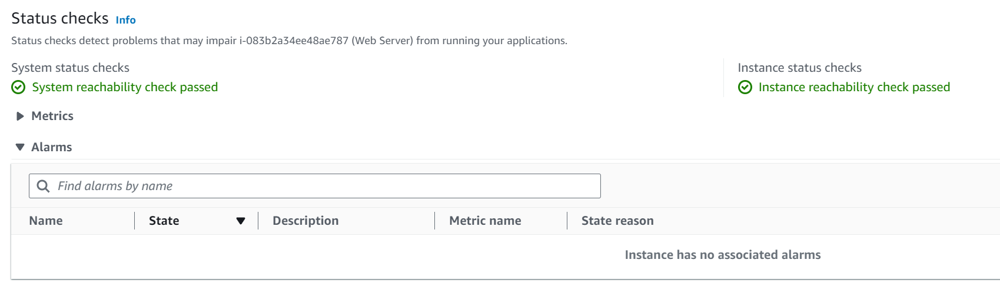 Status checks Info
Status checks detect problems that may impair i-083b2a34ee48ae787 (Web Server) from running your applications.
System status checks
System reachability check passed
Instance status checks
Instance reachability check passed
Metrics
Alarms
Find alarms by name
Name State Description Metric name State reason
Instance has no associated alarms